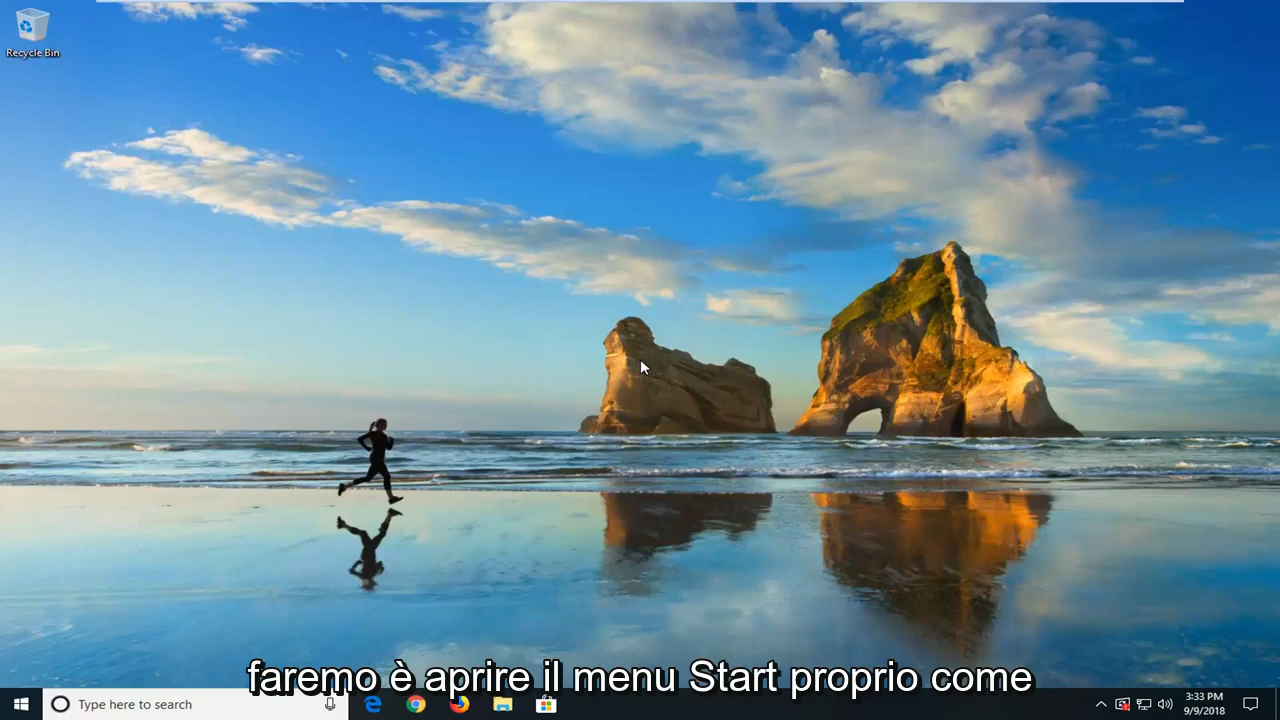 Recycle Bin
faremo è aprire il menu Start proprio come
Type here to search
3:33 PM
9/9/2018